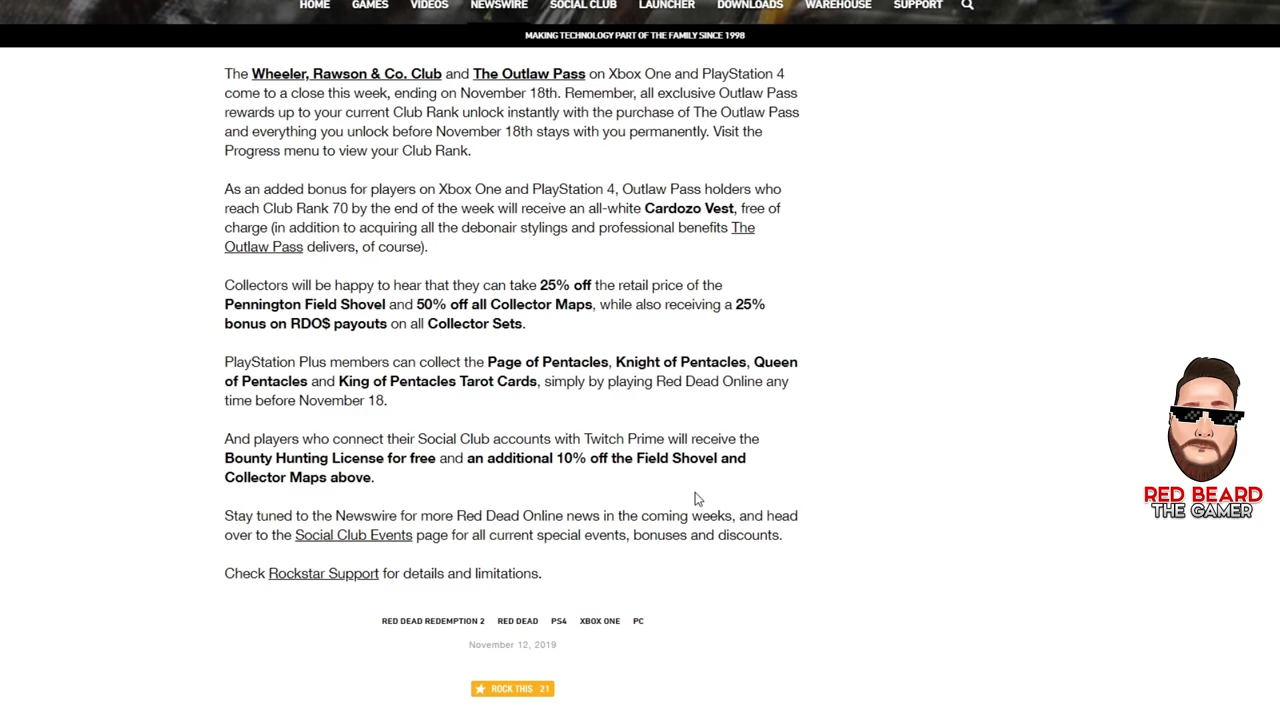 HOME GAMES VIDEOS NEWSWIRE SOCIAL CLUB LAUNCHER DOWNLOADS WAREHOUSE SUPPORT
MAKING TECHNOLOGY PART OF THE FAMILY SINCE 1998
The Wheeler, Rawson & Co. Club and The Outlaw Pass on Xbox One and PlayStation 4
come to a close this week, ending on November 18th. Remember, all exclusive Outlaw Pass
rewards up to your current Club Rank unlock instantly with the purchase of The Outlaw Pass
and everything you unlock before November 18th stays with you permanently. Visit the
Progress menu to view your Club Rank.
As an added bonus for players on Xbox One and PlayStation 4, Outlaw Pass holders who
reach Club Rank 70 by the end of the week will receive an all-white Cardozo Vest, free of
charge (in addition to acquiring all the debonair stylings and professional benefits The
Outlaw Pass delivers, of course).
Collectors will be happy to hear that they can take 25% off the retail price of the
Pennington Field Shovel and 50% off all Collector Maps, while also receiving a 25%
bonus on RDO$ payouts on all Collector Sets.
PlayStation Plus members can collect the Page of Pentacles, Knight of Pentacles, Queen
of Pentacles and King of Pentacles Tarot Cards, simply by playing Red Dead Online any
time before November 18.
And players who connect their Social Club accounts with Twitch Prime will receive the
Bounty Hunting License for free and an additional 10% off the Field Shovel and
Collector Maps above.
Stay tuned to the Newswire for more Red Dead Online news in the coming weeks, and head
over to the Social Club Events page for all current special events, bonuses and discounts.
Check Rockstar Support for details and limitations.
RED DEAD REDEMPTION 2 RED DEAD PS4 XBOX ONE PC
November 12, 2019
ROCK THIS 21
RED BEARD
THE GAMER